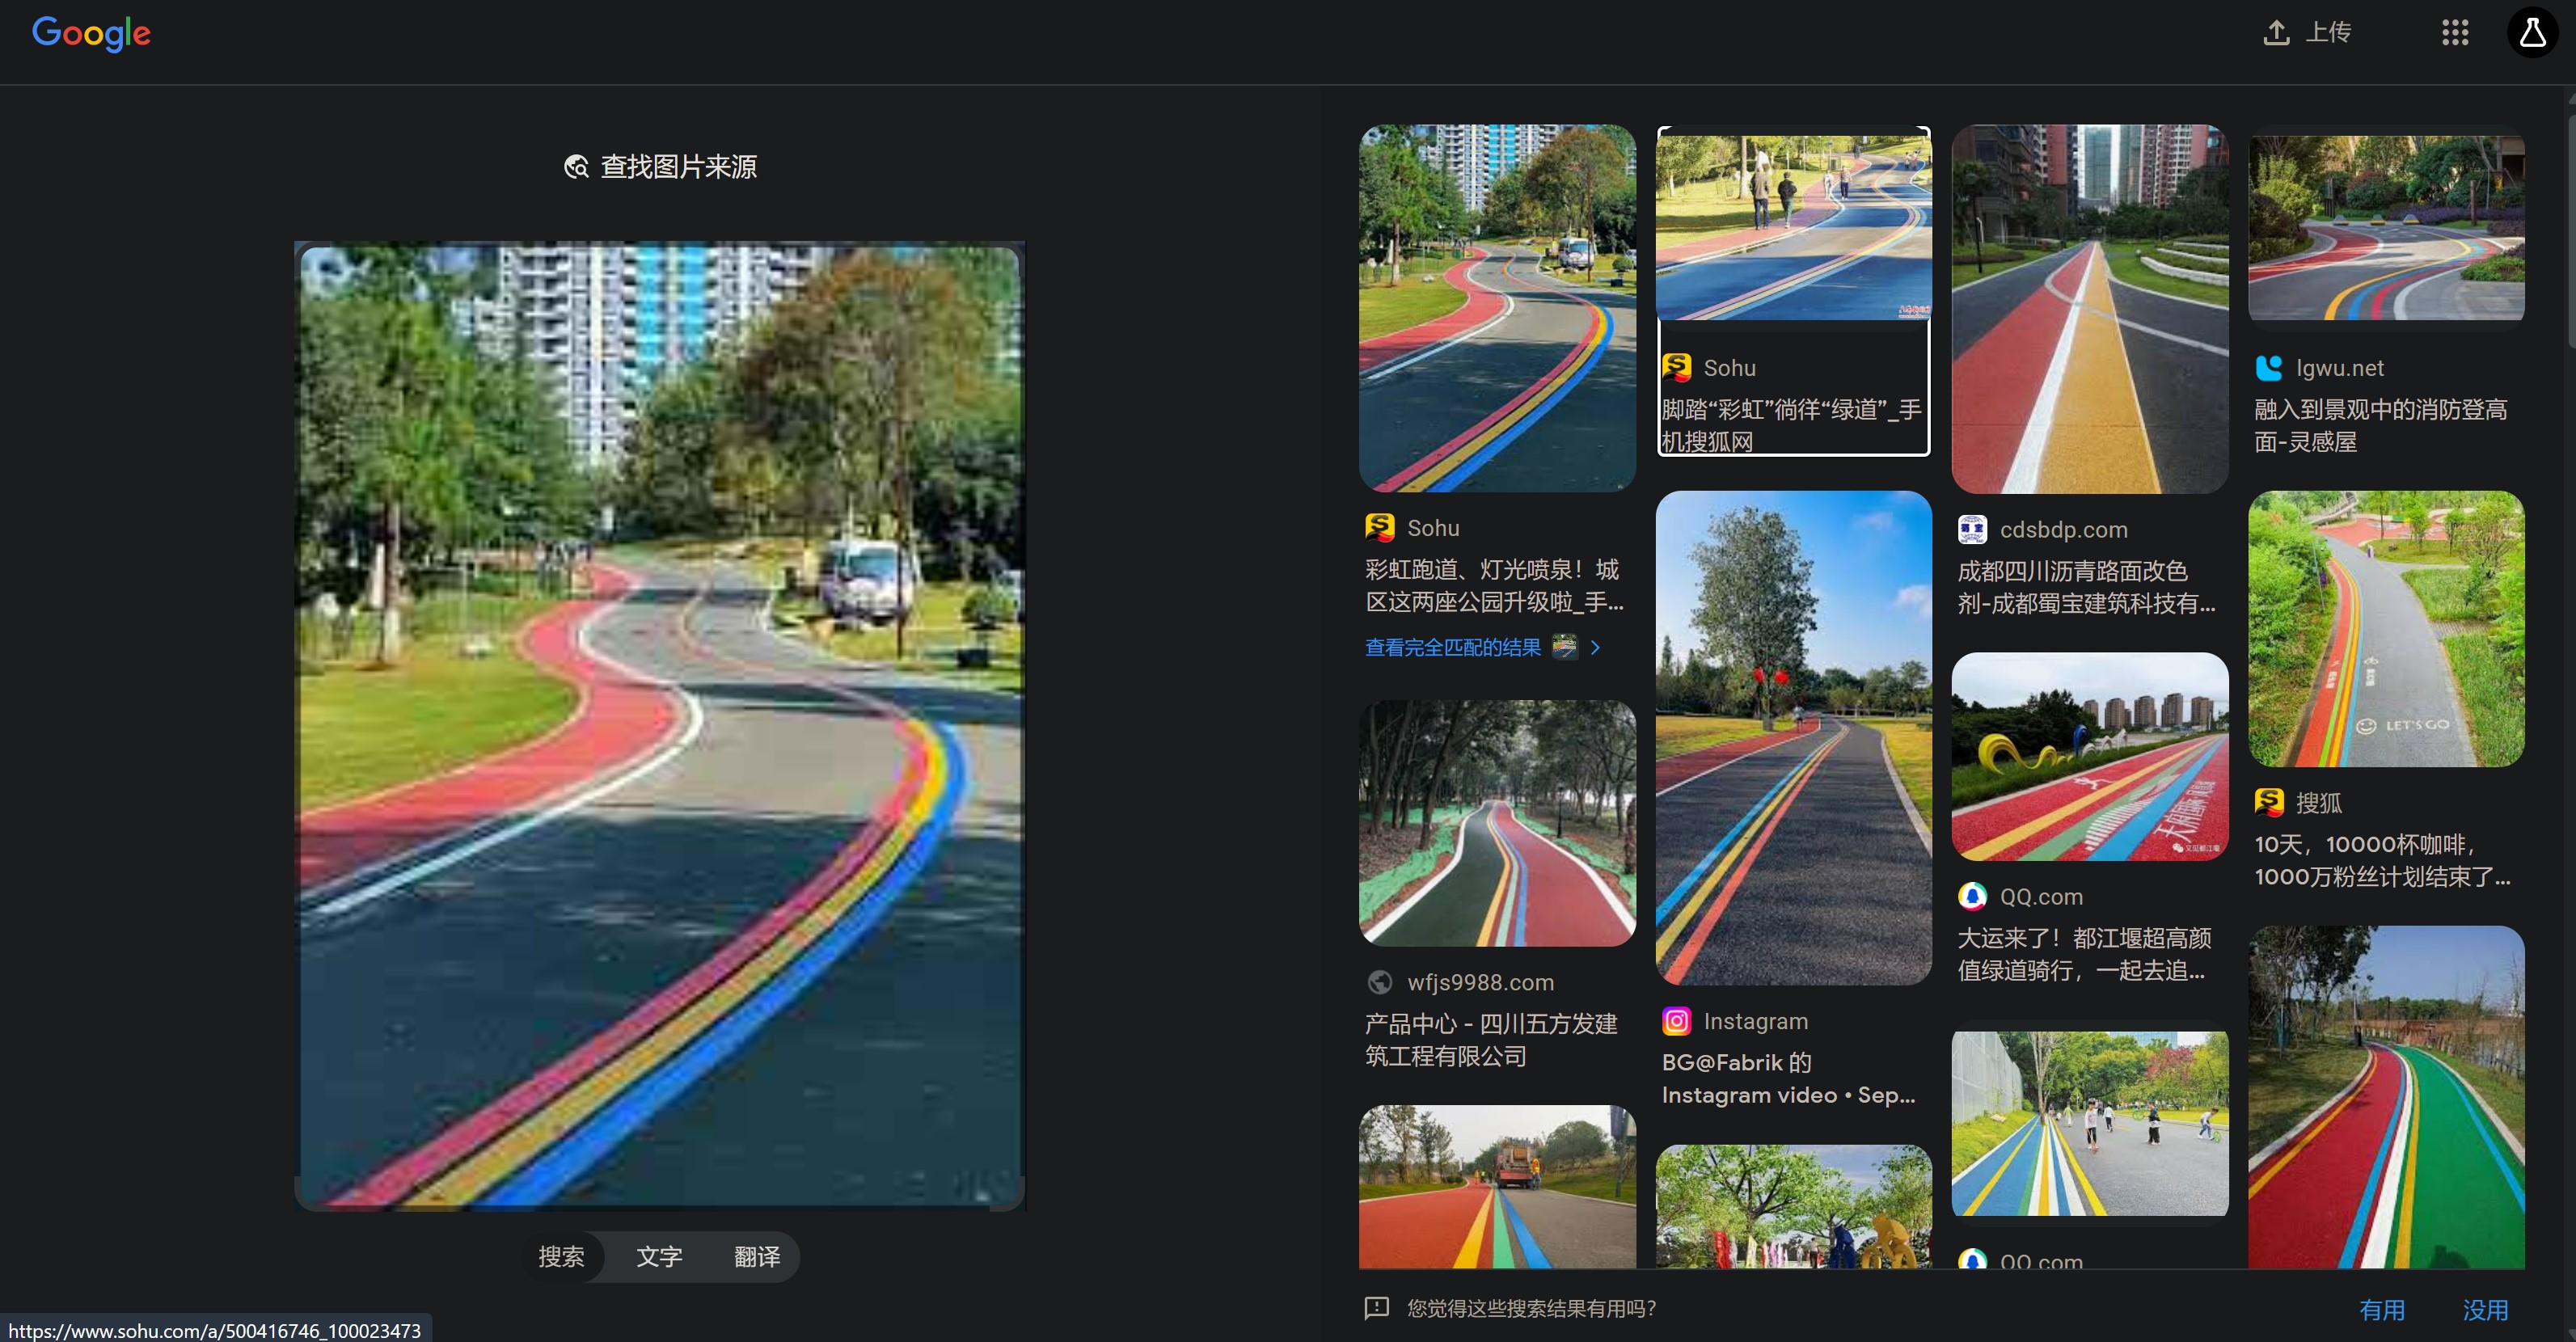 Google
上传
查找图片来源
搜索
文字
翻译
Sohu
彩虹跑道、灯光喷泉！城
区这两座公园升级啦_手...
查看完全匹配的结果
wfjs9988.com
产品中心 - 四川五方发建
筑工程有限公司
Sohu
脚踏“彩虹”徜徉“绿道”_手
机搜狐网
Instagram
BG@Fabrik 的
Instagram video • Sep...
cdsbdp.com
成都四川沥青路面改色
剂-成都蜀宝建筑科技有...
QQ.com
大运来了！都江堰超高颜
值绿道骑行，一起去追...
QQ.com
lgwu.net
融入到景观中的消防登高
面-灵感屋
LET'S GO
搜狐
10天，10000杯咖啡，
1000万粉丝计划结束了...
您觉得这些搜索结果有用吗？
有用
没用
https://www.sohu.com/a/500416746_100023473